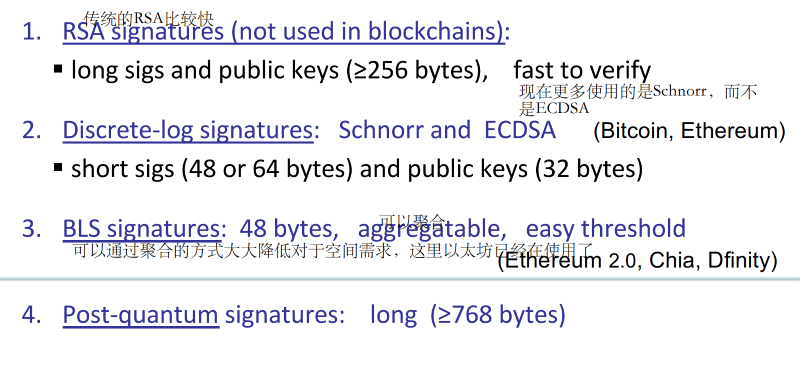 传统的RSA比较快
1. RSA signatures (not used in blockchains):
▪ long sigs and public keys (≥256 bytes), fast to verify
现在更多使用的是Schnorr，而不
是ECDSA
2. Discrete-log signatures: Schnorr and ECDSA (Bitcoin, Ethereum)
▪ short sigs (48 or 64 bytes) and public keys (32 bytes)
可以聚合
3. BLS signatures: 48 bytes, aggregatable, easy threshold
可以通过聚合的方式大大降低对于空间需求，这里以太坊已经在使用了
(Ethereum 2.0, Chia, Dfinity)
4. Post-quantum signatures: long (≥768 bytes)